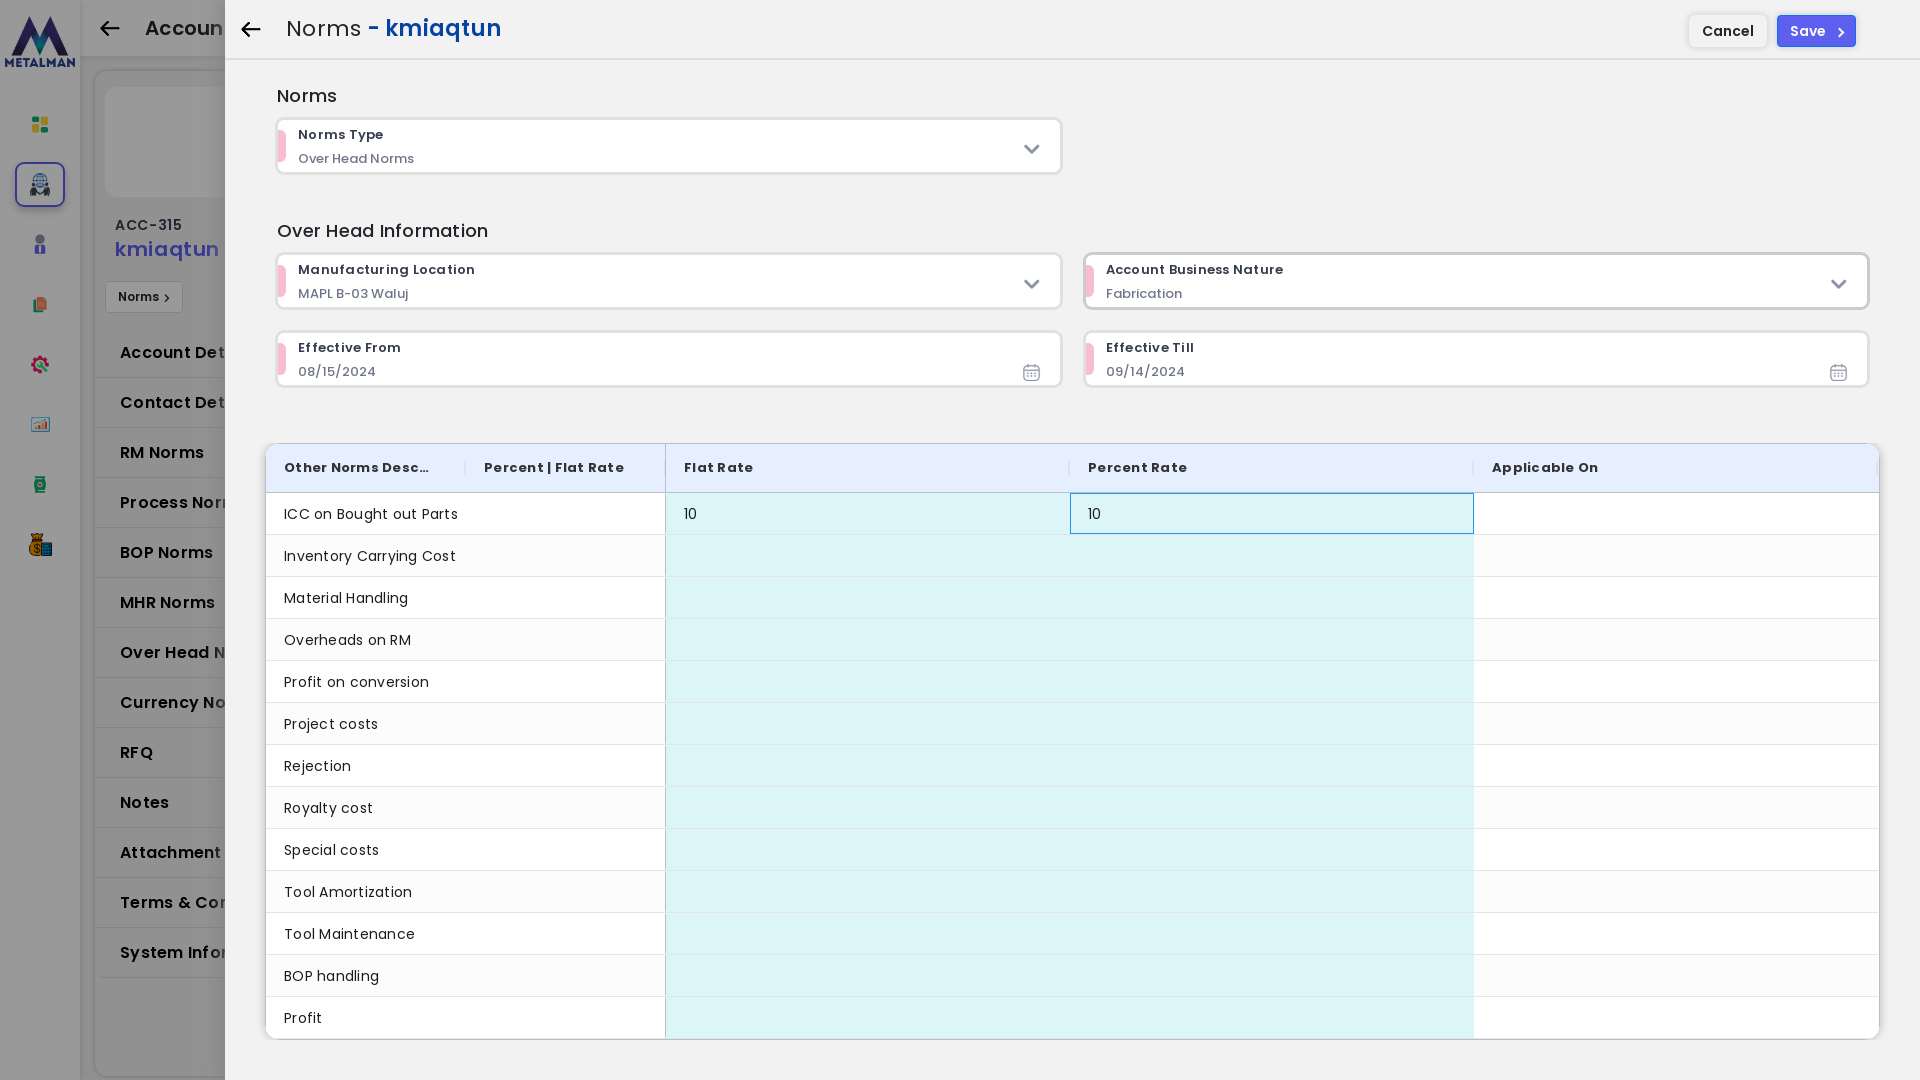 METALMAN
Accoun
ACC-315
kmiaqtun
Norms
Account Det
Contact Det
RM Norms
Process Nor
BOP Norms
MHR Norms
Over Head N
Currency No
RFQ
Notes
Attachment
Terms & Con
System Infor
Norms - kmiaqtun
Cancel
Save
Norms
Norms Type
Over Head Norms
Over Head Information
Manufacturing Location
MAPL B-03 Waluj
Account Business Nature
Fabrication
Effective From
08/15/2024
Effective Till
09/14/2024
Other Norms Desc... Percent | Flat Rate Flat Rate Percent Rate Applicable On
ICC on Bought out Parts 10 10
Inventory Carrying Cost
Material Handling
Overheads on RM
Profit on conversion
Project costs
Rejection
Royalty cost
Special costs
Tool Amortization
Tool Maintenance
BOP handling
Profit